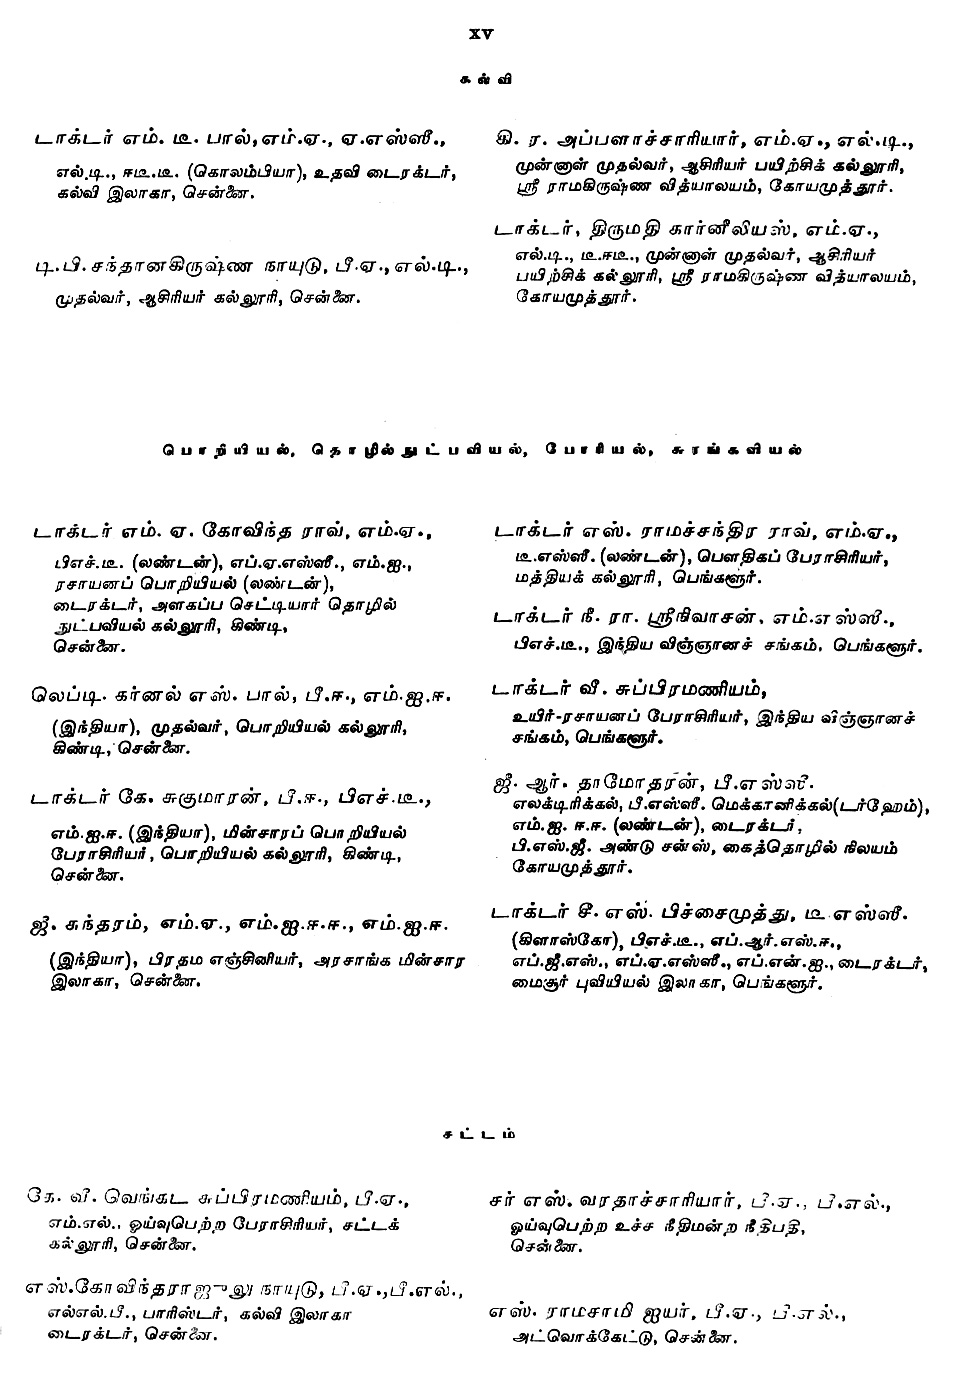 XV
கல்வி
டாக்டர் எம். டீ. பால், எம்.ஏ., ஏ.எஸ்ஸீ.,
எல்.டி., ஈடீ.டீ. (கொலம்பியா), உதவி டைரக்டர்,
கல்வி இலாகா, சென்னை.
டி.பி. சந்தானகிருஷ்ண நாயுடு, பீ.ஏ., எல்.டி.,
முதல்வர், ஆசிரியர் கல்லூரி, சென்னை.
கி. ர. அப்பளாச்சாரியார், எம்.ஏ., எல்.டி.,
முன்னாள் முதல்வர், ஆசிரியர் பயிற்சிக் கல்லூரி,
ஸ்ரீ ராமகிருஷ்ண வித்யாலயம், கோயமுத்தூர்.
டாக்டர், திருமதி கார்னீலியஸ், எம்.ஏ.,
எல்.டி., டீ.ஈடீ., முன்னாள் முதல்வர், ஆசிரியர்
பயிற்சிக் கல்லூரி, ஸ்ரீ ராமகிருஷ்ண வித்யாலயம்,
கோயமுத்தூர்.
பொறியியல், தொழில்நுட்பவியல், போரியல், சுரங்களியல்
டாக்டர் எம். ஏ. கோவிந்த ராவ், எம்.ஏ.,
பிஎச்.டீ. (லண்டன்), எப்.ஏ.எஸ்ஸீ., எம்.ஐ.,
ரசாயனப் பொறியியல் (லண்டன்),
டைரக்டர், அளகப்ப செட்டியார் தொழில்
நுட்பவியல் கல்லூரி, கிண்டி,
சென்னை.
லெப்டி. கர்னல் எஸ். பால், பீ.ஈ., எம்.ஐ.ஈ.
(இந்தியா), முதல்வர், பொறியியல் கல்லூரி,
கிண்டி, சென்னை.
டாக்டர் கே. சுகுமாரன், பீ.ஈ., பிஎச்.டீ.,
எம்.ஐ.ஈ. (இந்தியா), மின்சாரப் பொறியியல்
பேராசிரியர், பொறியியல் கல்லூரி, கிண்டி,
சென்னை.
ஜீ. சுந்தரம், எம்.ஏ., எம்.ஐ.ஈ.ஈ., எம்.ஐ.ஈ.
(இந்தியா), பிரதம எஞ்சினியர், அரசாங்க மின்சார
இலாகா, சென்னை.
டாக்டர் எஸ். ராமச்சந்திர ராவ், எம்.ஏ.,
டீ.எஸ்ஸீ. (லண்டன்), பௌதிகப் பேராசிரியர்,
மத்தியக் கல்லூரி, பெங்களூர்.
டாக்டர் நீ. ரா. ஸ்ரீநிவாசன், எம்.எஸ்ஸீ.,
பிஎச்.டீ., இந்திய விஞ்ஞானச் சங்கம், பெங்களூர்.
டாக்டர் வீ. சுப்பிரமணியம்,
உயிர்-ரசாயனப் பேராசிரியர், இந்திய விஞ்ஞானச்
சங்கம், பெங்களூர்.
ஜீ. ஆர். தாமோதரன், பீ.எஸ்ஸி.
எலக்டிரிக்கல், பீ.எஸ்ஸீ. மெக்கானிக்கல்(டர்ஹேம்),
எம்.ஐ. ஈ.ஈ. (லண்டன்), டைரக்டர்,
பி.எஸ்.ஜீ. அண்டு சன்ஸ், கைத்தொழில் நிலயம்
கோயமுத்தூர்.
டாக்டர் சீ. எஸ். பிச்சைமுத்து, டீ எஸ்ஸீ.
(கிளாஸ்கோ), பிஎச்.டீ., எப்.ஆர்.எஸ்.ஈ.,
எப்.ஜீ.எஸ்., எப்.ஏ.எஸ்ஸீ., எப்.என்.ஐ., டைரக்டர்,
மைசூர் புவியியல் இலாகா, பெங்களூர்.
சட்டம்
கே. வீ. வெங்கட சுப்பிரமணியம், பீ.ஏ.,
எம்.எல்., ஓய்வுபெற்ற பேராசிரியர், சட்டக்
கல்லூரி, சென்னை.
எஸ்.கோவிந்தராஜுலு நாயுடு, பீ.ஏ.,பீ.எல்.,
எல்எல்.பீ., பாரிஸ்டர், கல்வி இலாகா
டைரக்டர், சென்னை.
சர் எஸ். வரதாச்சாரியார், பீ.ஏ., பீ.எல்.,
ஓய்வுபெற்ற உச்ச நீதிமன்ற நீதிபதி,
சென்னை.
எஸ். ராமசாமி ஐயர், பீ.ஏ., பீ.எல்.,
அட்வொக்கேட்டு, சென்னை.